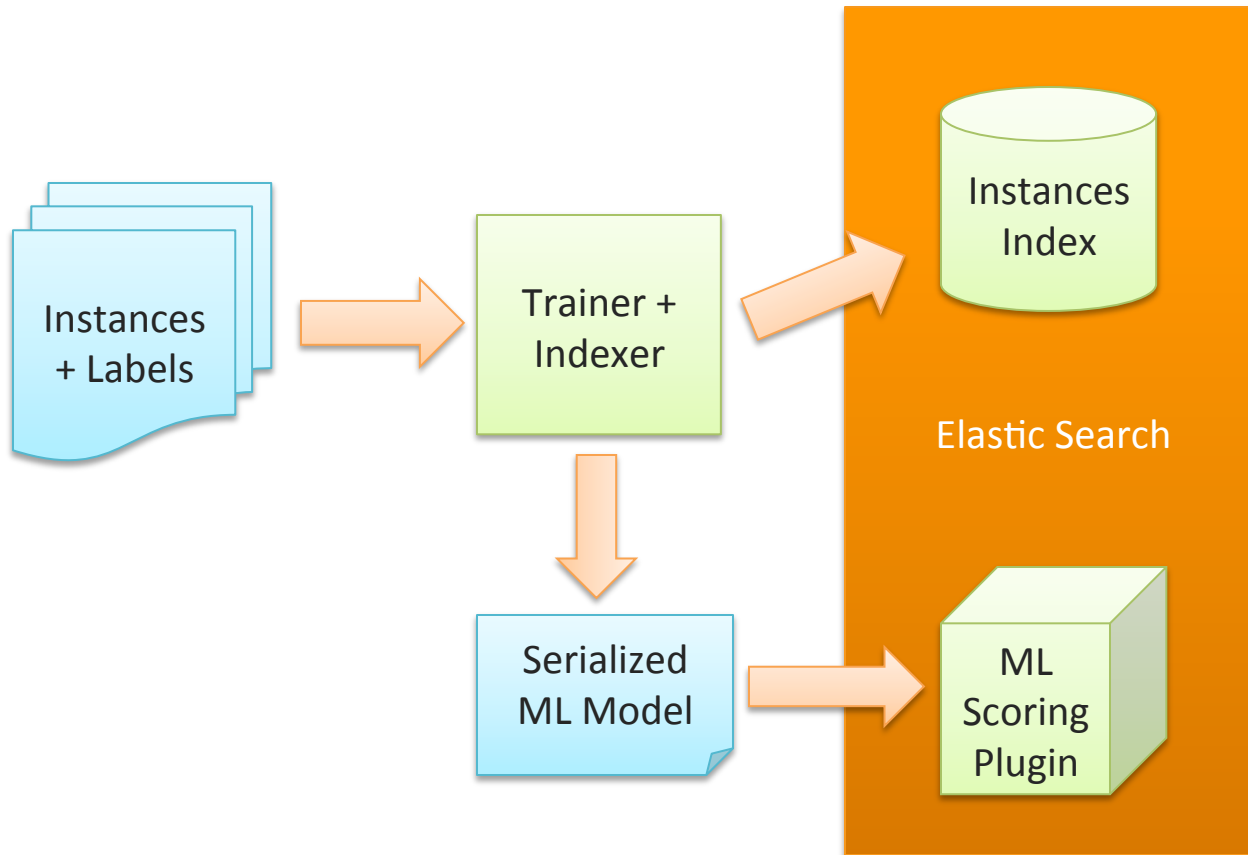 Instances
+ Labels
Trainer +
Indexer
Instances
Index
Elastic Search
Serialized
ML Model
ML
Scoring
Plugin